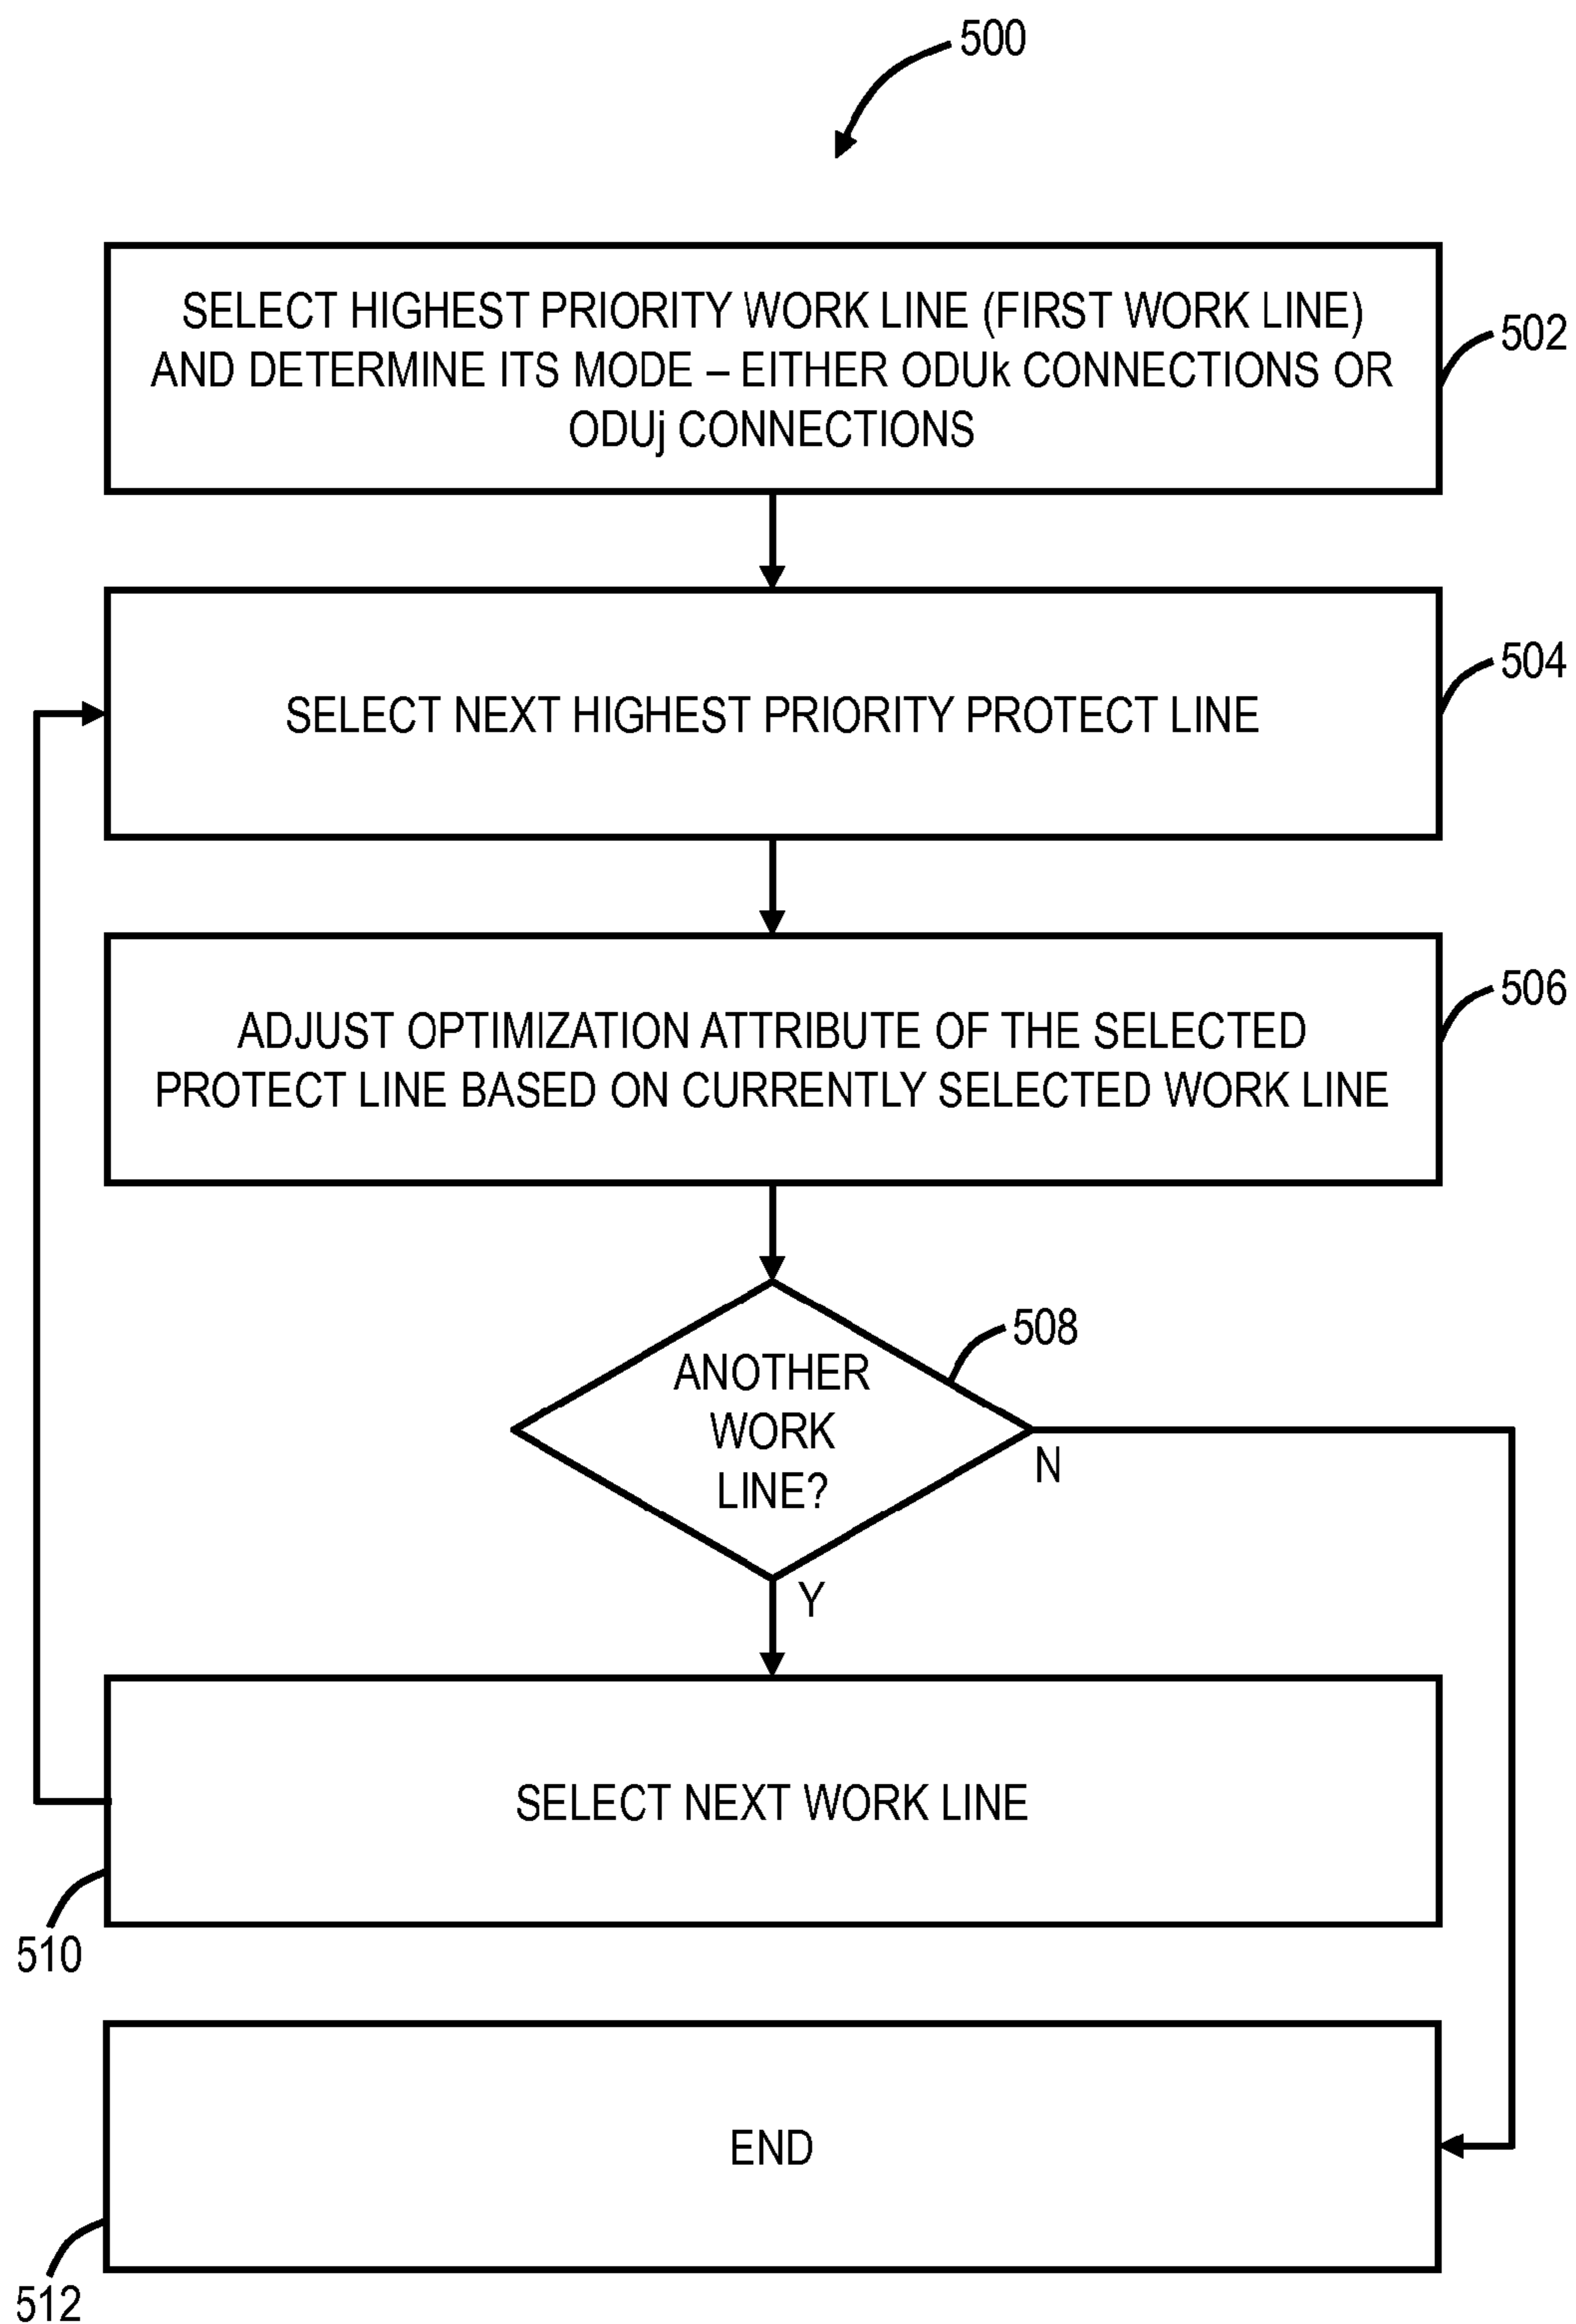 500
SELECT HIGHEST PRIORITY WORK LINE (FIRST WORK LINE)
AND DETERMINE ITS MODE – EITHER ODUk CONNECTIONS OR
ODUj CONNECTIONS
502
SELECT NEXT HIGHEST PRIORITY PROTECT LINE
504
ADJUST OPTIMIZATION ATTRIBUTE OF THE SELECTED
PROTECT LINE BASED ON CURRENTLY SELECTED WORK LINE
506
ANOTHER
WORK
LINE?
508
N
Y
SELECT NEXT WORK LINE
510
END
512